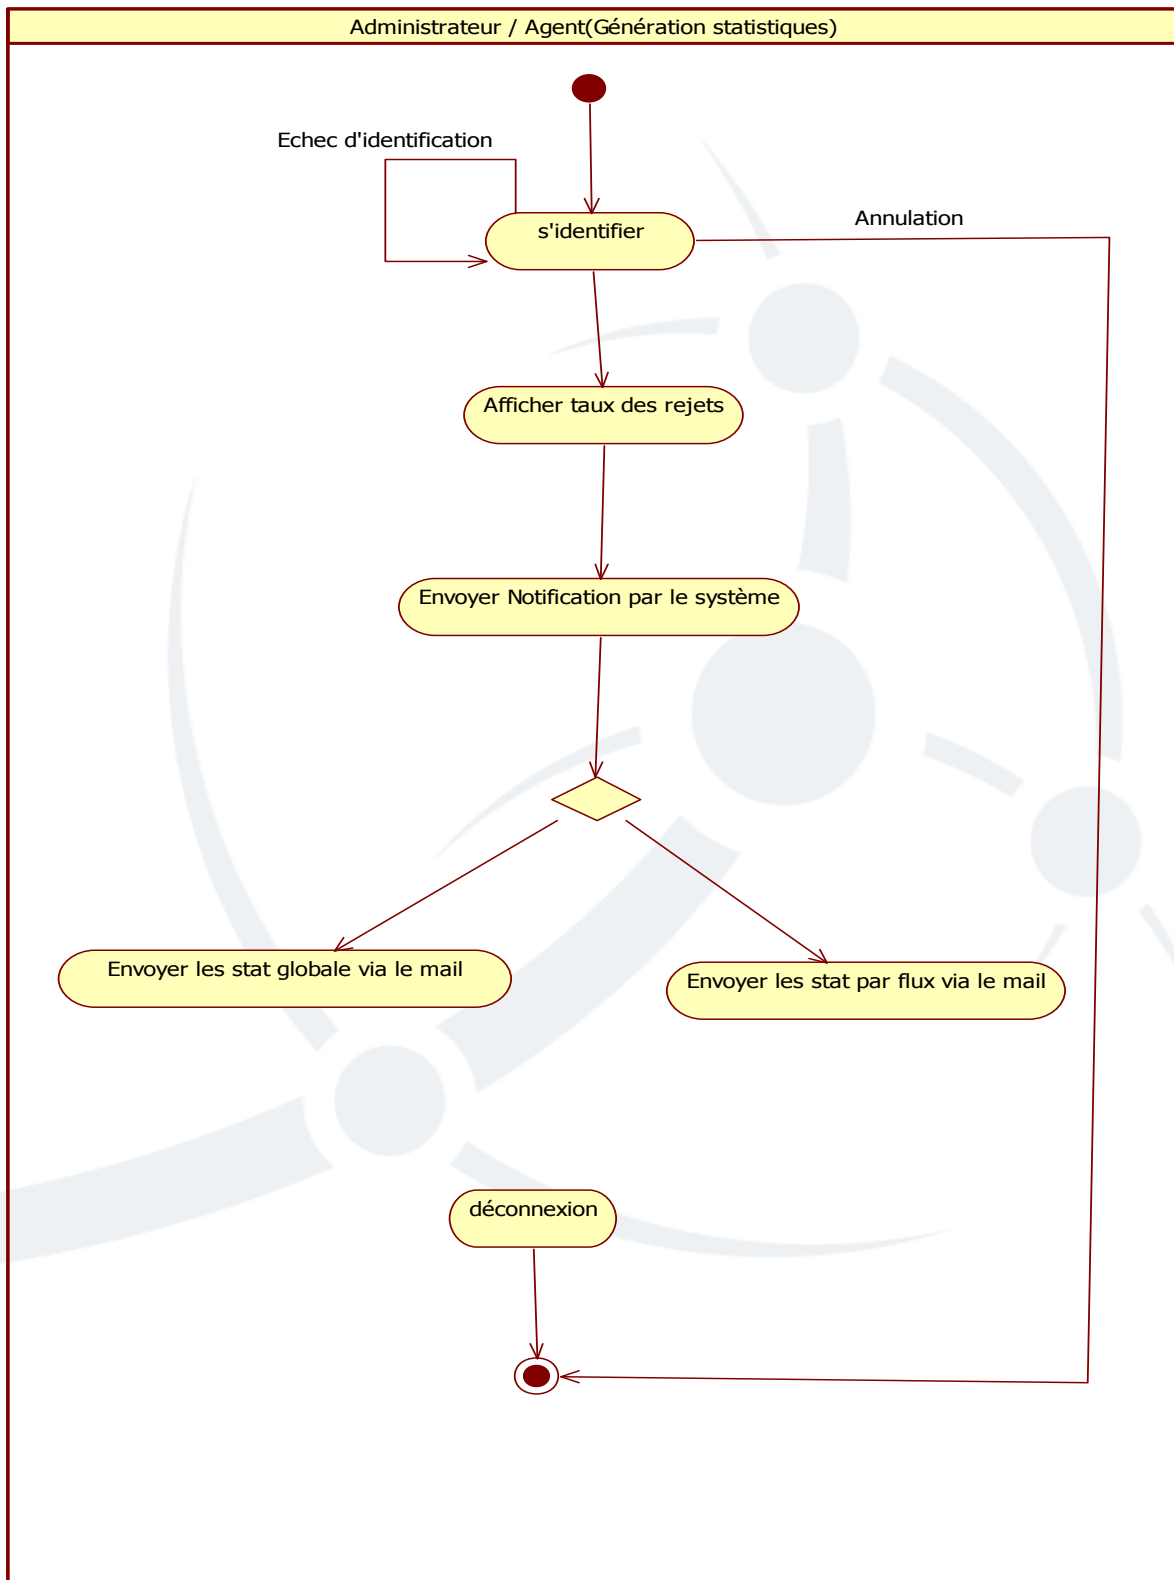 Administrateur / Agent(Génération statistiques)
Echec d'identification
s'identifier
Annulation
Afficher taux des rejets
Envoyer Notification par le système
Envoyer les stat globale via le mail
Envoyer les stat par flux via le mail
déconnexion